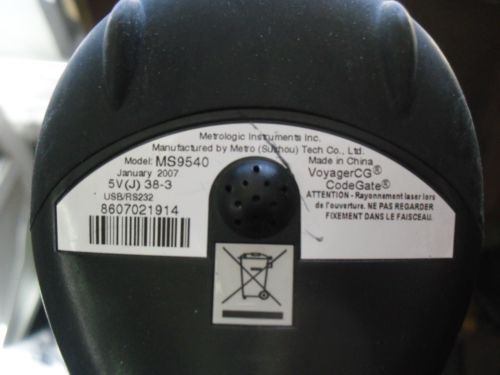 Metrologic Instruments Inc.
Manufactured by Metro (Suzhou) Tech Co., Ltd.
Model: MS9540
January 2007
5V(J) 38-3
USB/RS232
8607021914
Made in China
VoyagerCG®
CodeGate®
ATTENTION - Rayonnement laser lors
de l'ouverture. NE PAS REGARDER
FIXEMENT DANS LE FAISCEAU.